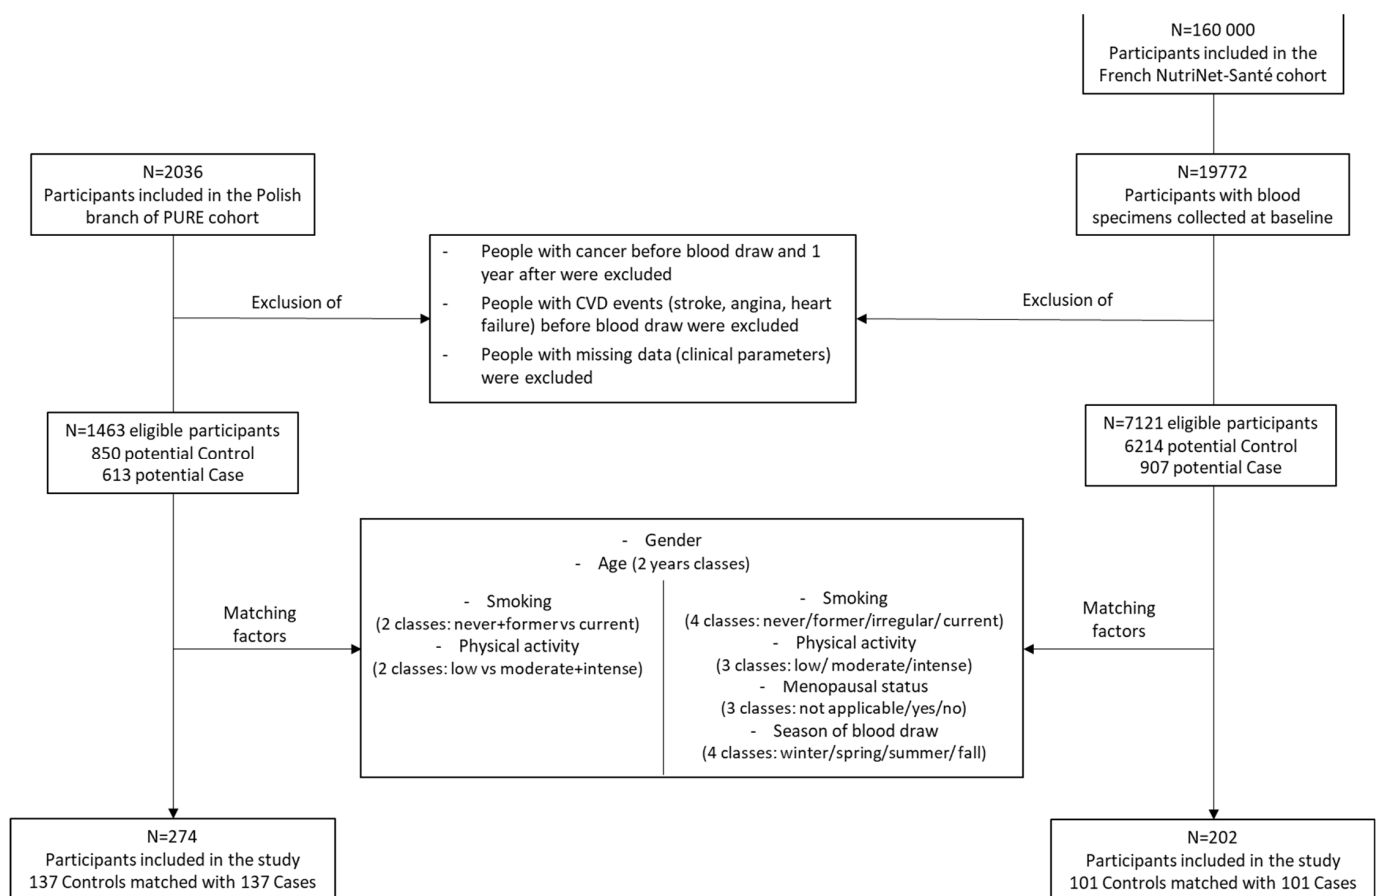 N=160 000
Participants included in the
French NutriNet-Santé cohort
N=2036
Participants included in the Polish
branch of PURE cohort
N=19772
Participants with blood
specimens collected at baseline
- People with cancer before blood draw and 1
year after were excluded
- People with CVD events (stroke, angina, heart
failure) before blood draw were excluded
- People with missing data (clinical parameters)
were excluded
Exclusion of
Exclusion of
N=1463 eligible participants
850 potential Control
613 potential Case
N=7121 eligible participants
6214 potential Control
907 potential Case
- Gender
- Age (2 years classes)
- Smoking
(2 classes: never+former vs current)
- Physical activity
(2 classes: low vs moderate+intense)
- Smoking
(4 classes: never/former/irregular/current)
- Physical activity
(3 classes: low/ moderate/intense)
- Menopausal status
(3 classes: not applicable/yes/no)
- Season of blood draw
(4 classes: winter/spring/summer/fall)
Matching
factors
Matching
factors
N=274
Participants included in the study
137 Controls matched with 137 Cases
N=202
Participants included in the study
101 Controls matched with 101 Cases